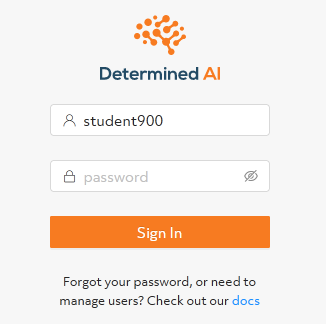 Determined AI
student900
password
Sign In
Forgot your password, or need to
manage users? Check out our docs